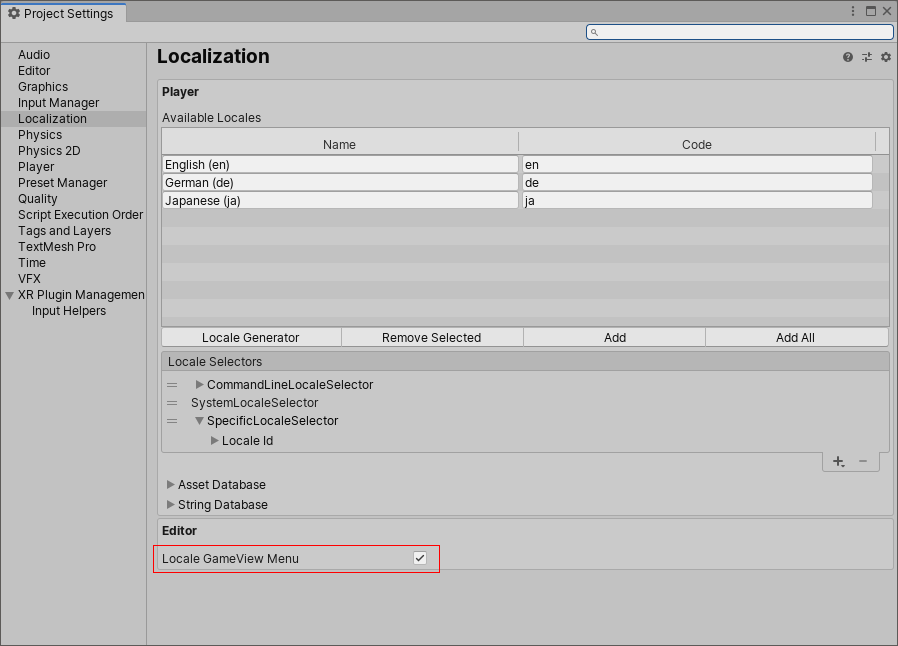 Project Settings
Audio
Editor
Graphics
Input Manager
Localization
Physics
Physics 2D
Player
Preset Manager
Quality
Script Execution Order
Tags and Layers
TextMesh Pro
Time
VFX
XR Plugin Managemen
Input Helpers
Localization
Player
Available Locales
Name Code
English (en) en
German (de) de
Japanese (ja) ja
Locale Generator Remove Selected Add Add All
Locale Selectors
CommandLineLocaleSelector
SystemLocaleSelector
SpecificLocaleSelector
Locale Id
Asset Database
String Database
Editor
Locale GameView Menu